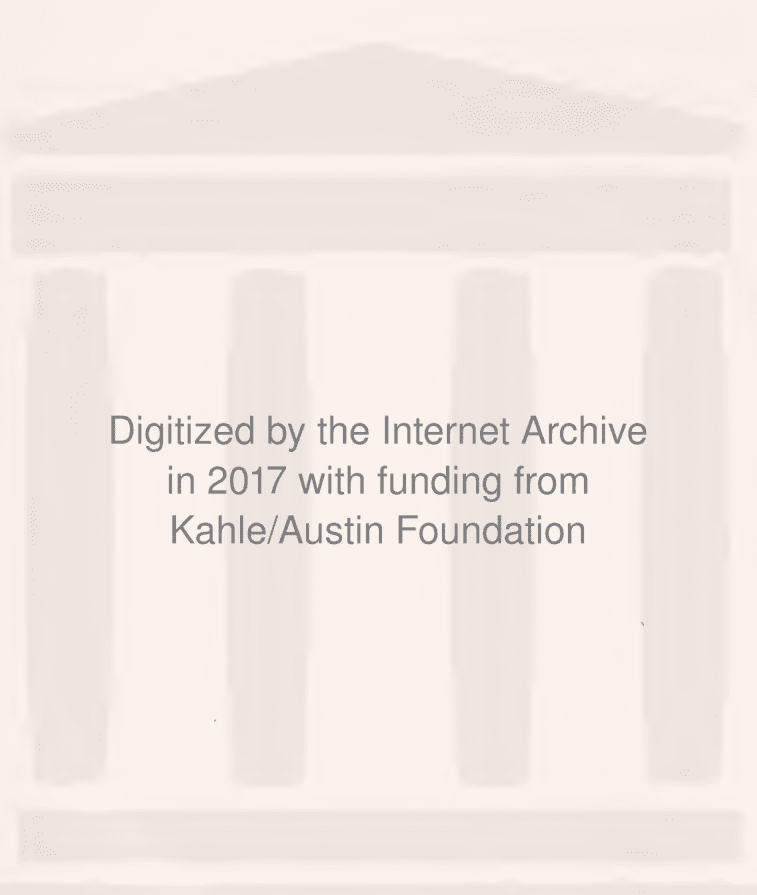 Digitized by the Internet Archive
in 2017 with funding from
Kahle/Austin Foundation